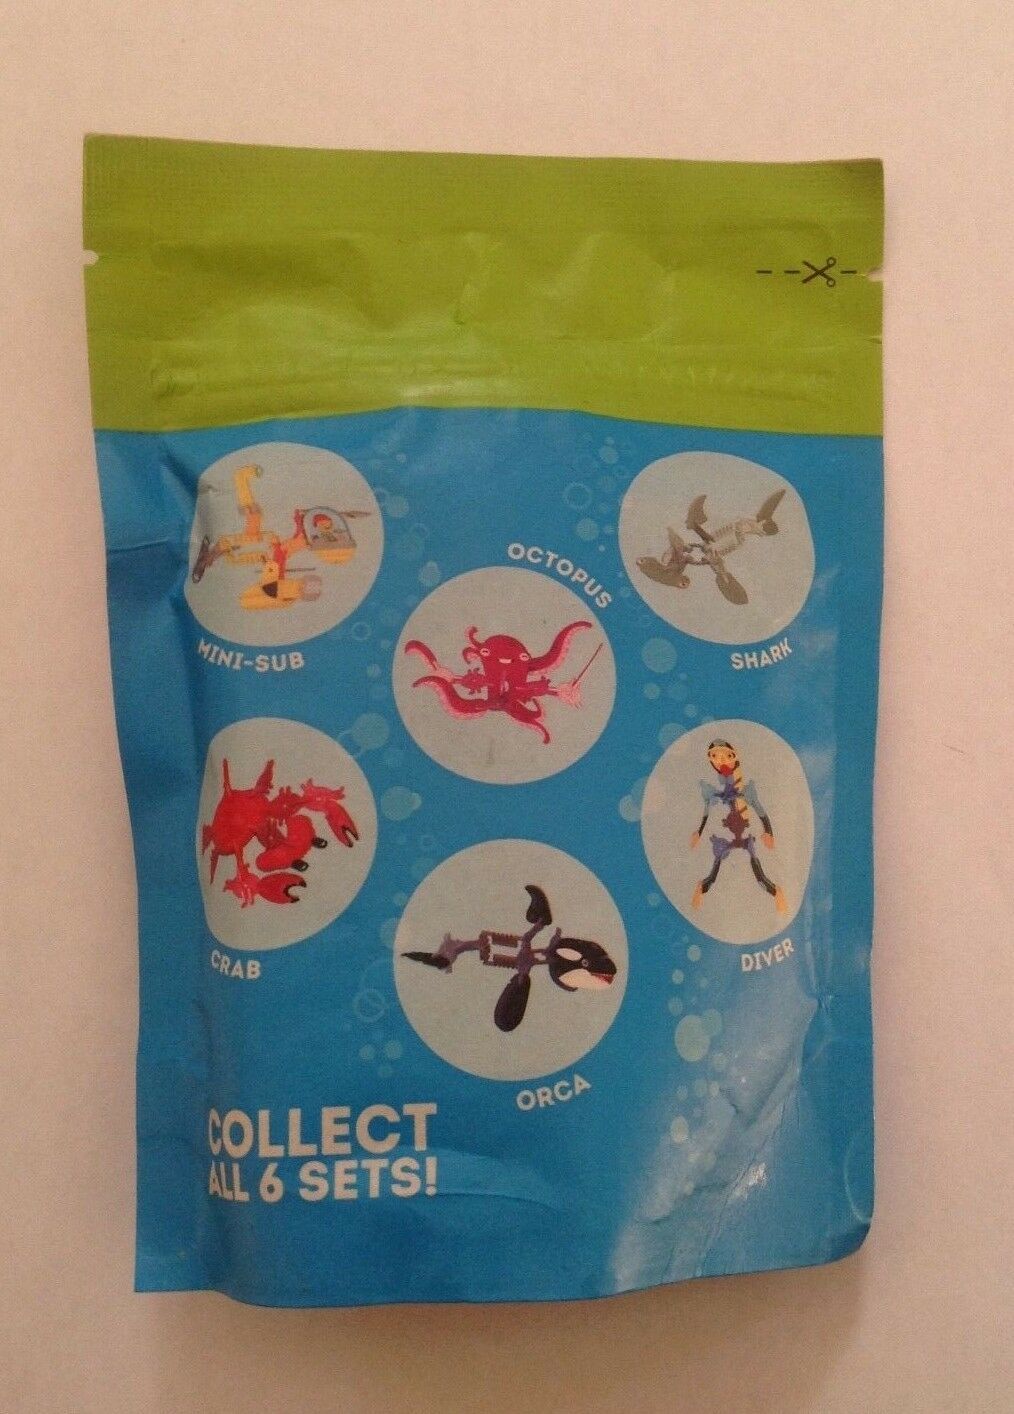 OCTOPUS
MINI-SUB
SHARK
CRAB
DIVER
ORCA
COLLECT
ALL 6 SETS!